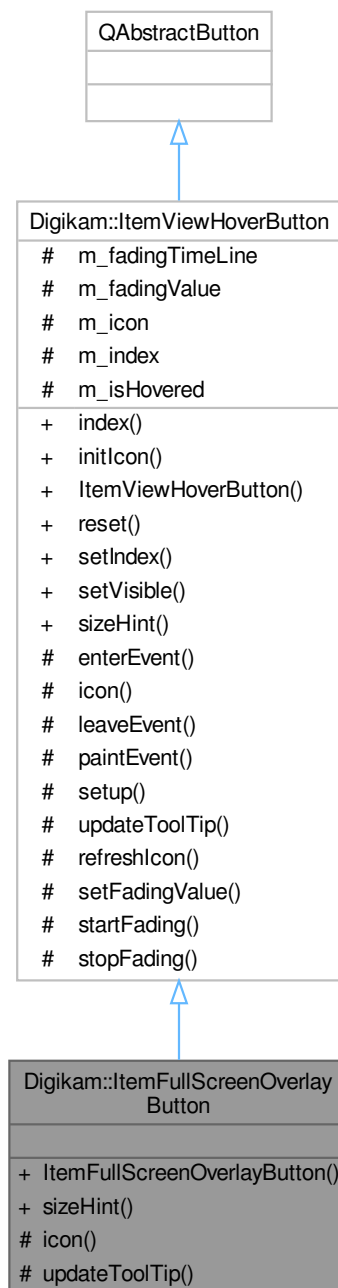 QAbstractButton
Digikam::ItemViewHoverButton
# m_fadingTimeLine
# m_fadingValue
# m_icon
# m_index
# m_isHovered
+ index()
+ initIcon()
+ ItemViewHoverButton()
+ reset()
+ setIndex()
+ setVisible()
+ sizeHint()
# enterEvent()
# icon()
# leaveEvent()
# paintEvent()
# setup()
# updateToolTip()
# refreshIcon()
# setFadingValue()
# startFading()
# stopFading()
Digikam::ItemFullScreenOverlay
Button
+ ItemFullScreenOverlayButton()
+ sizeHint()
# icon()
# updateToolTip()